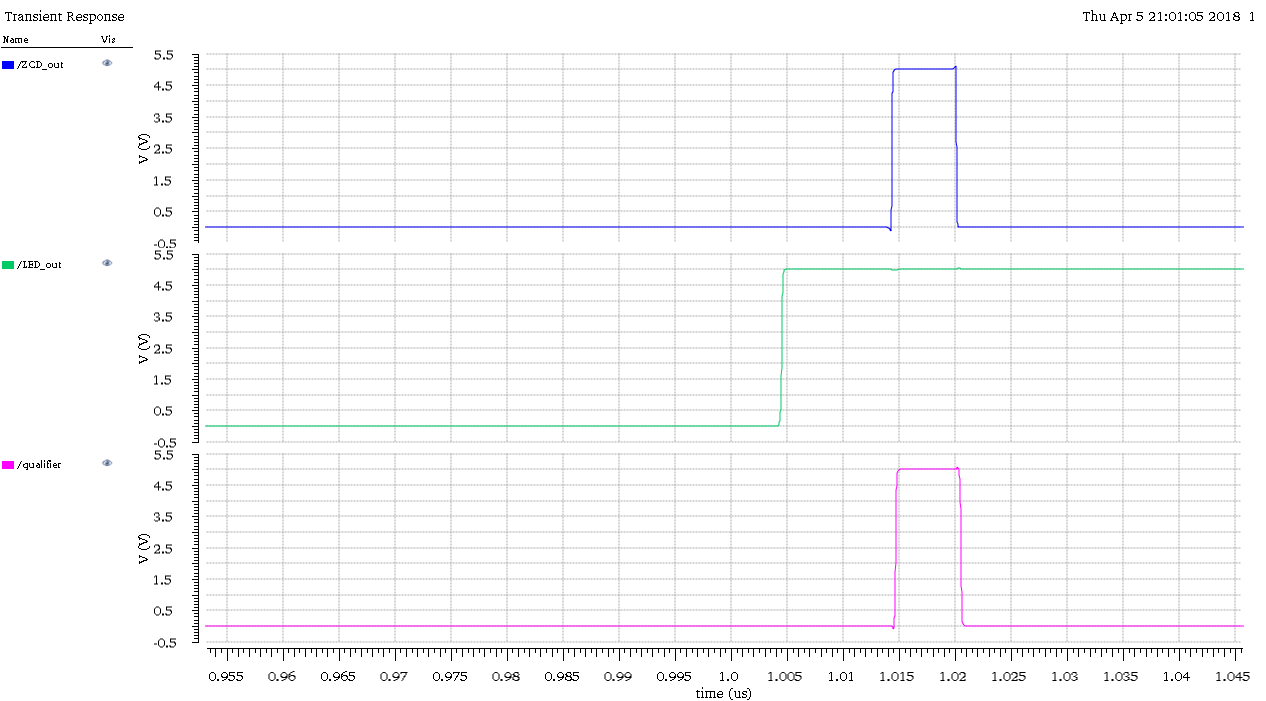 Transient Response
Thu Apr 5 21:01:05 2018 1
Name Vis
/ZCD_out
5.5
4.5
3.5
2.5
1.5
0.5
-0.5
V (V)
/LED_out
5.5
4.5
3.5
2.5
1.5
0.5
-0.5
V (V)
/qualifier
5.5
4.5
3.5
2.5
1.5
0.5
-0.5
V (V)
0.955 0.96 0.965 0.97 0.975 0.98 0.985 0.99 0.995 1.0 1.005 1.01 1.015 1.02 1.025 1.03 1.035 1.04 1.045
time (us)